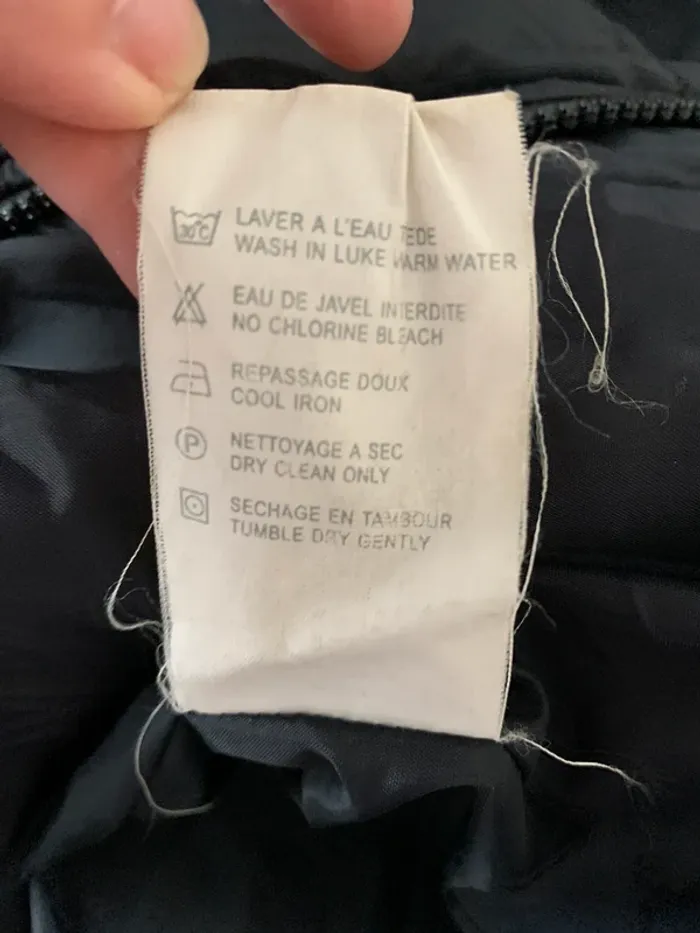 30°C LAVER A L'EAU TEDE
WASH IN LUKE WARM WATER
EAU DE JAVEL INTERDITE
NO CHLORINE BLEACH
REPASSAGE DOUX
COOL IRON
P NETTOYAGE A SEC
DRY CLEAN ONLY
SECHAGE EN TAMBOUR
TUMBLE DRY GENTLY